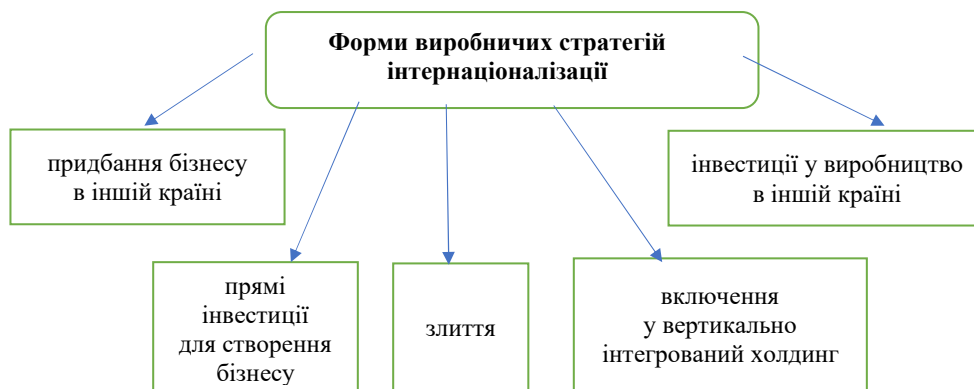 Форми виробничих стратегій
інтернаціоналізації
придбання бізнесу
в іншій країні
інвестиції у виробництво
в іншій країні
прямі
інвестиції
для створення
бізнесу
злиття
включення
у вертикально
інтегрований холдинг